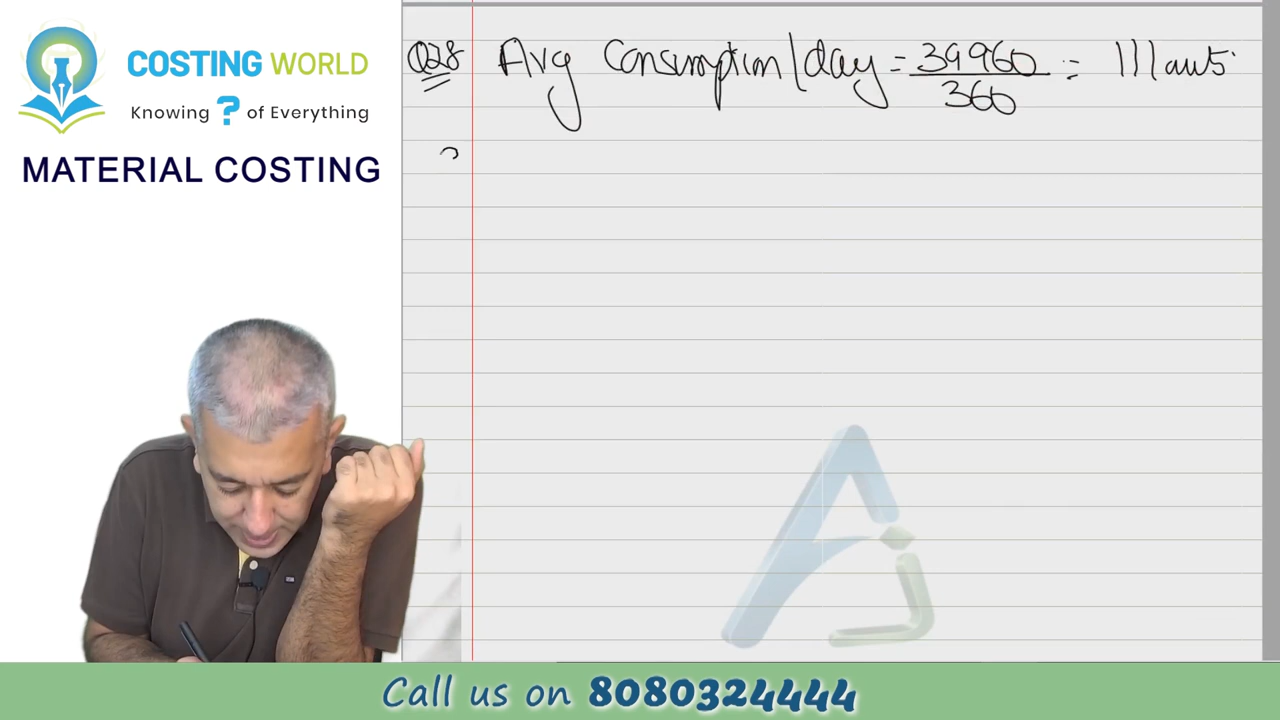 COSTING WORLD
Knowing ? of Everything
MATERIAL COSTING
Q28 Avg Consumption/day = 39960 / 360 = 111 units
Call us on 8080324444